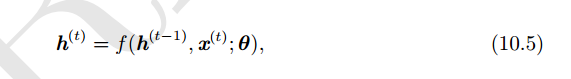 h^{(t)} = f(h^{(t−1)}, x^{(t)}; θ), (10.5)